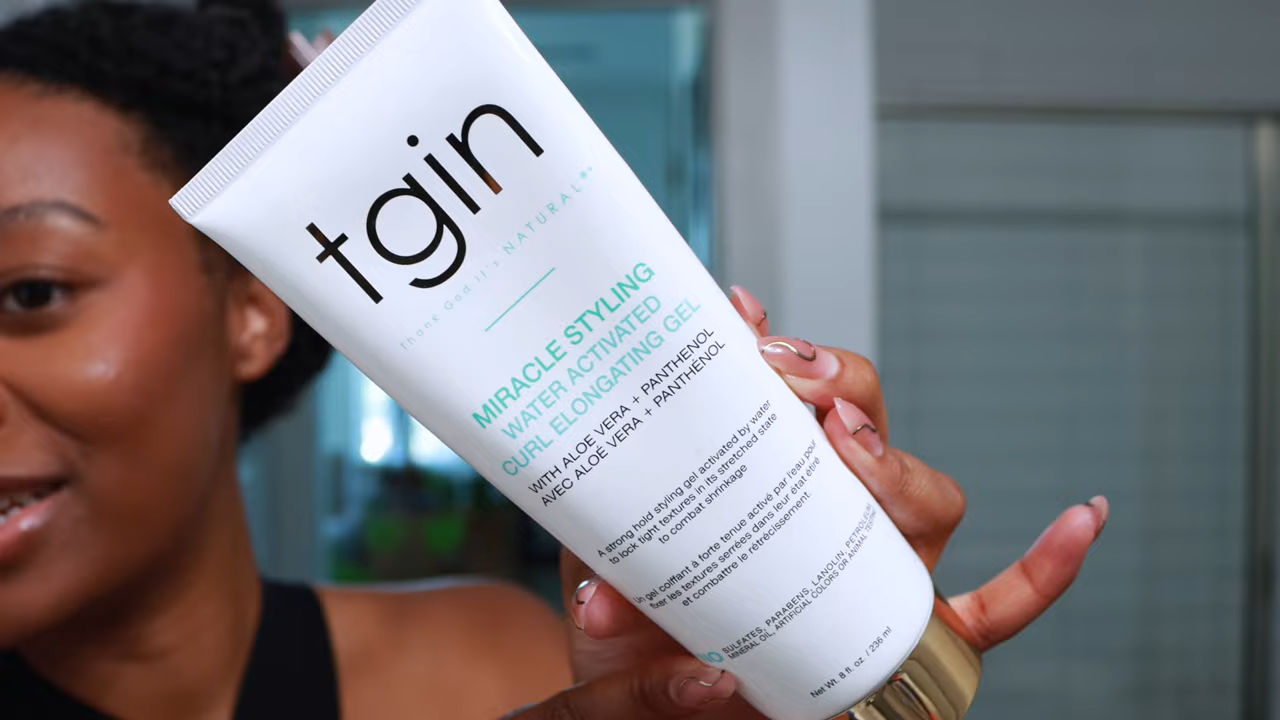 tgin
thank God it's NATURAL
MIRACLE STYLING
WATER ACTIVATED
CURL ELONGATING GEL
WITH ALOE VERA + PANTHENOL
AVEC ALOÉ VERA + PANTHÉNOL
A strong hold styling gel activated by water
to lock tight textures in its stretched state
to combat shrinkage
Un gel coiffant à forte tenue activé par l'eau pour
fixer les textures serrées dans leur état étiré
et combattre le rétrécissement.
NO
SULFATES, PARABENS, LANOLIN, PETROLEUM
MINERAL OIL, ARTIFICIAL COLORS OR ANIMAL TESTING
Net Wt. 8 fl. oz. / 236 ml